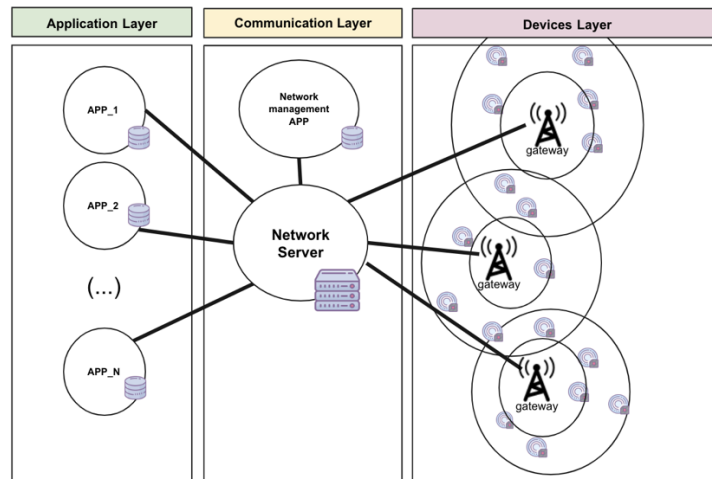 Application Layer
Communication Layer
Devices Layer
APP_1
APP_2
(...)
APP_N
Network
management
APP
Network
Server
gateway
gateway
gateway